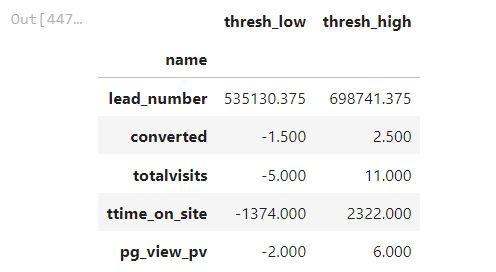 Out[447...
thresh_low thresh_high
name
lead_number 535130.375 698741.375
converted -1.500 2.500
totalvisits -5.000 11.000
ttime_on_site -1374.000 2322.000
pg_view_pv -2.000 6.000